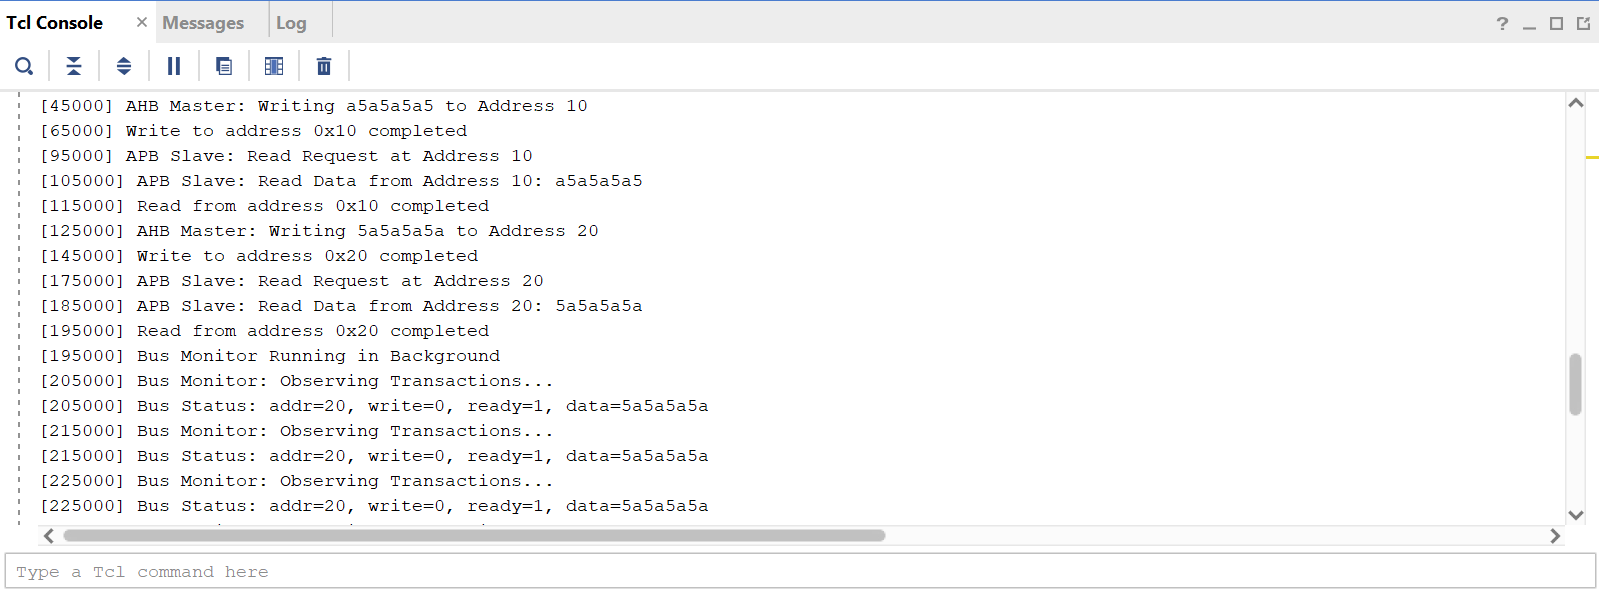 Tcl Console × Messages Log ?
[45000] AHB Master: Writing a5a5a5a5 to Address 10
[65000] Write to address 0x10 completed
[95000] APB Slave: Read Request at Address 10
[105000] APB Slave: Read Data from Address 10: a5a5a5a5
[115000] Read from address 0x10 completed
[125000] AHB Master: Writing 5a5a5a5a to Address 20
[145000] Write to address 0x20 completed
[175000] APB Slave: Read Request at Address 20
[185000] APB Slave: Read Data from Address 20: 5a5a5a5a
[195000] Read from address 0x20 completed
[195000] Bus Monitor Running in Background
[205000] Bus Monitor: Observing Transactions...
[205000] Bus Status: addr=20, write=0, ready=1, data=5a5a5a5a
[215000] Bus Monitor: Observing Transactions...
[215000] Bus Status: addr=20, write=0, ready=1, data=5a5a5a5a
[225000] Bus Monitor: Observing Transactions...
[225000] Bus Status: addr=20, write=0, ready=1, data=5a5a5a5a
Type a Tcl command here